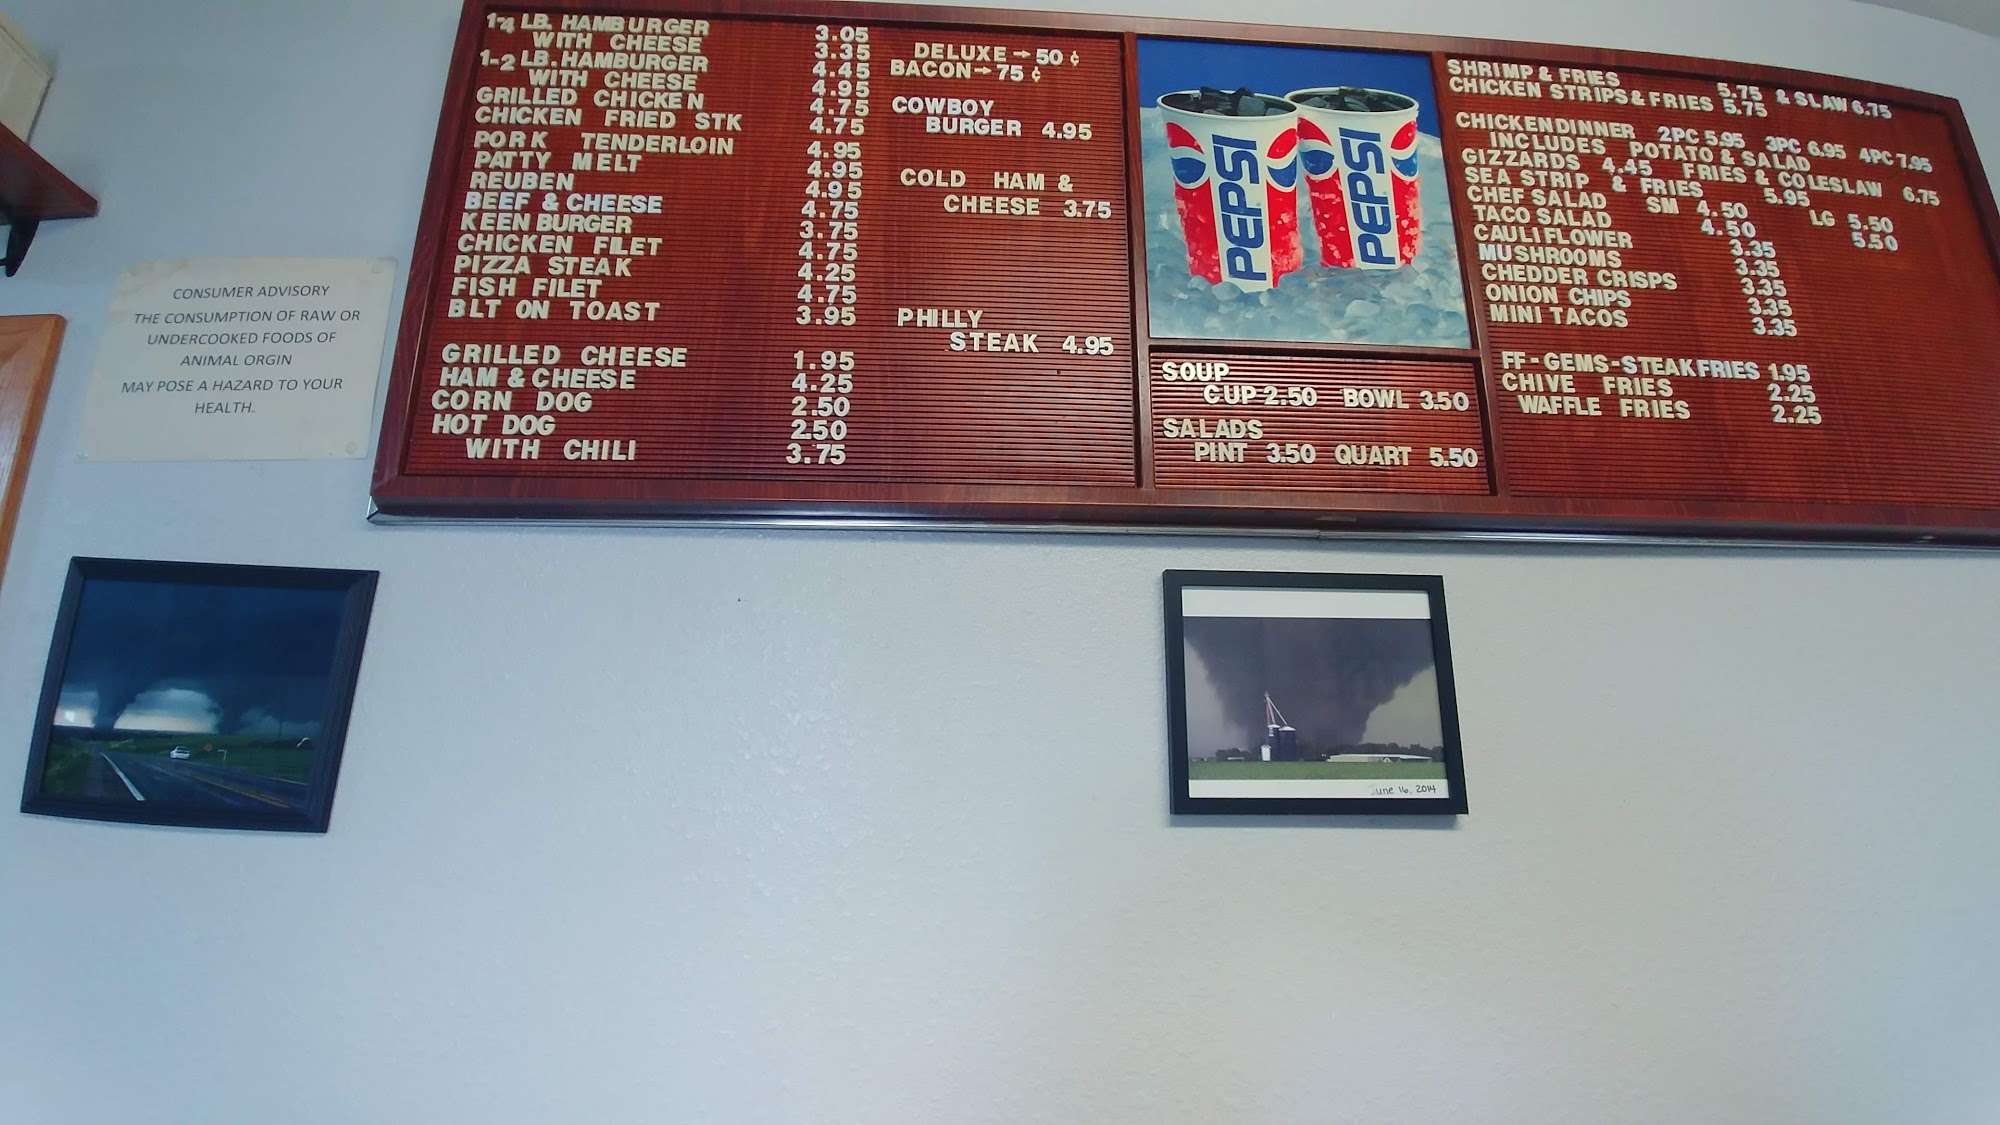 1-4 LB. HAMBURGER 3.05
WITH CHEESE 3.35
1-2 LB. HAMBURGER 4.45
WITH CHEESE 4.95
GRILLED CHICKEN 4.75
CHICKEN FRIED STK 4.75
PORK TENDERLOIN 4.95
PATTY MELT 4.95
REUBEN 4.95
BEEF & CHEESE 4.75
KEEN BURGER 3.75
CHICKEN FILET 4.75
PIZZA STEAK 4.25
FISH FILET 4.75
BLT ON TOAST 3.95
GRILLED CHEESE 1.95
HAM & CHEESE 4.25
CORN DOG 2.50
HOT DOG 2.50
WITH CHILI 3.75
DELUXE → 50 ¢
BACON → 75 ¢
COWBOY
BURGER 4.95
COLD HAM &
CHEESE 3.75
PHILLY
STEAK 4.95
PEPSI
PEPSI
SOUP
CUP 2.50 BOWL 3.50
SALADS
PINT 3.50 QUART 5.50
SHRIMP & FRIES 5.75 & SLAW 6.75
CHICKEN STRIPS & FRIES 5.75
CHICKEN DINNER 2PC 5.95 3PC 6.95 4PC 7.95
INCLUDES POTATO & SALAD
GIZZARDS 4.45 FRIES & COLESLAW 6.75
SEA STRIP & FRIES 5.95
CHEF SALAD SM 4.50 LG 5.50
TACO SALAD 4.50 5.50
CAULIFLOWER 3.35
MUSHROOMS 3.35
CHEDDER CRISPS 3.35
ONION CHIPS 3.35
MINI TACOS 3.35
FF - GEMS - STEAK FRIES 1.95
CHIVE FRIES 2.25
WAFFLE FRIES 2.25
CONSUMER ADVISORY
THE CONSUMPTION OF RAW OR
UNDERCOOKED FOODS OF
ANIMAL ORGIN
MAY POSE A HAZARD TO YOUR
HEALTH.
June 16, 2014